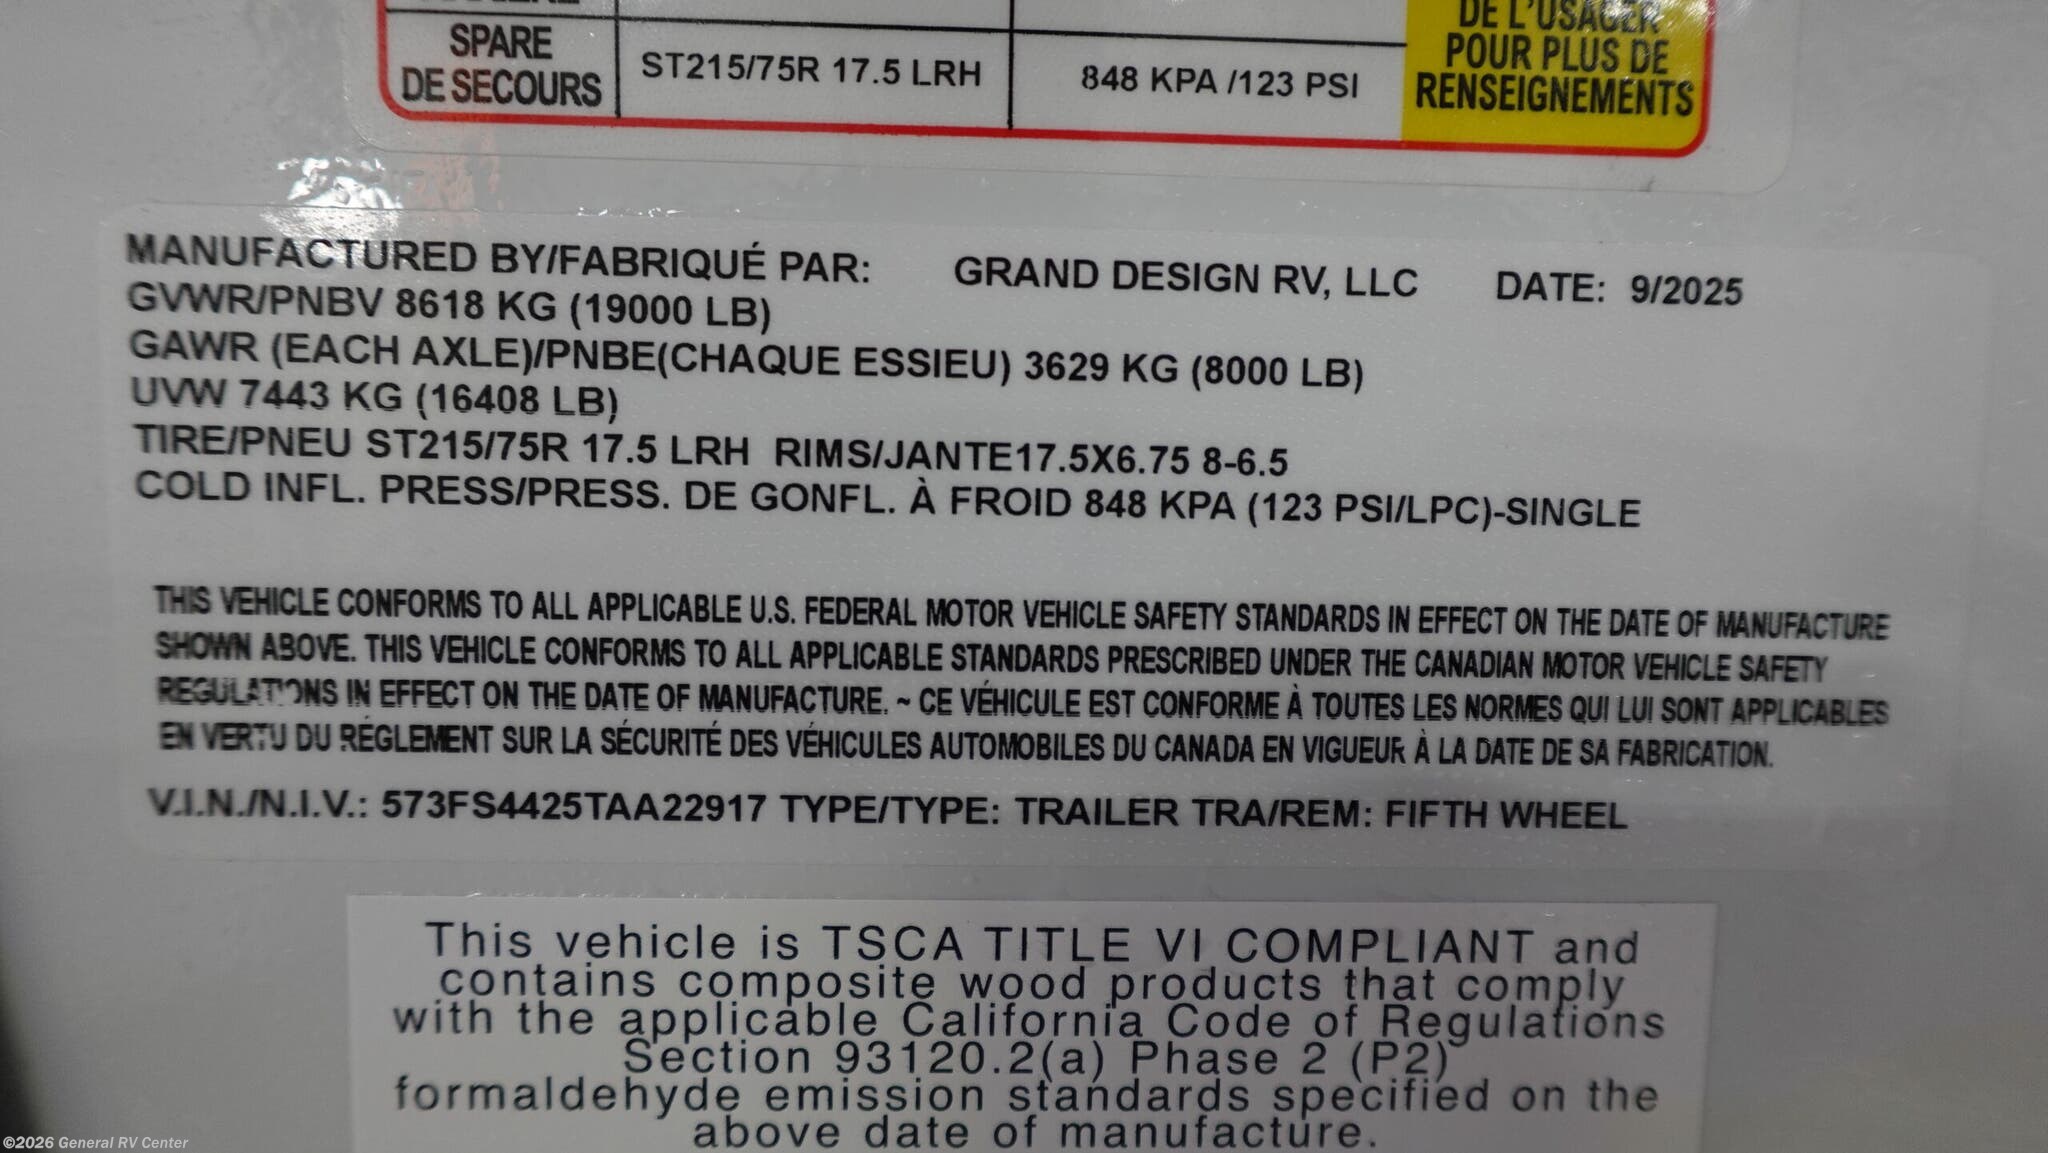 SPARE
DE SECOURS
ST215/75R 17.5 LRH
848 KPA /123 PSI
DE L'USAGER
POUR PLUS DE
RENSEIGNEMENTS
MANUFACTURED BY/FABRIQUÉ PAR: GRAND DESIGN RV, LLC DATE: 9/2025
GVWR/PNBV 8618 KG (19000 LB)
GAWR (EACH AXLE)/PNBE(CHAQUE ESSIEU) 3629 KG (8000 LB)
UVW 7443 KG (16408 LB)
TIRE/PNEU ST215/75R 17.5 LRH RIMS/JANTE17.5X6.75 8-6.5
COLD INFL. PRESS/PRESS. DE GONFL. À FROID 848 KPA (123 PSI/LPC)-SINGLE
THIS VEHICLE CONFORMS TO ALL APPLICABLE U.S. FEDERAL MOTOR VEHICLE SAFETY STANDARDS IN EFFECT ON THE DATE OF MANUFACTURE
SHOWN ABOVE. THIS VEHICLE CONFORMS TO ALL APPLICABLE STANDARDS PRESCRIBED UNDER THE CANADIAN MOTOR VEHICLE SAFETY
REGULATIONS IN EFFECT ON THE DATE OF MANUFACTURE. ~ CE VÉHICULE EST CONFORME À TOUTES LES NORMES QUI LUI SONT APPLICABLES
EN VERTU DU RÉGLEMENT SUR LA SÉCURITÉ DES VÉHICULES AUTOMOBILES DU CANADA EN VIGUEUR À LA DATE DE SA FABRICATION.
V.I.N./N.I.V.: 573FS4425TAA22917 TYPE/TYPE: TRAILER TRA/REM: FIFTH WHEEL
This vehicle is TSCA TITLE VI COMPLIANT and
contains composite wood products that comply
with the applicable California Code of Regulations
Section 93120.2(a) Phase 2 (P2)
formaldehyde emission standards specified on the
above date of manufacture.
©2026 General RV Center